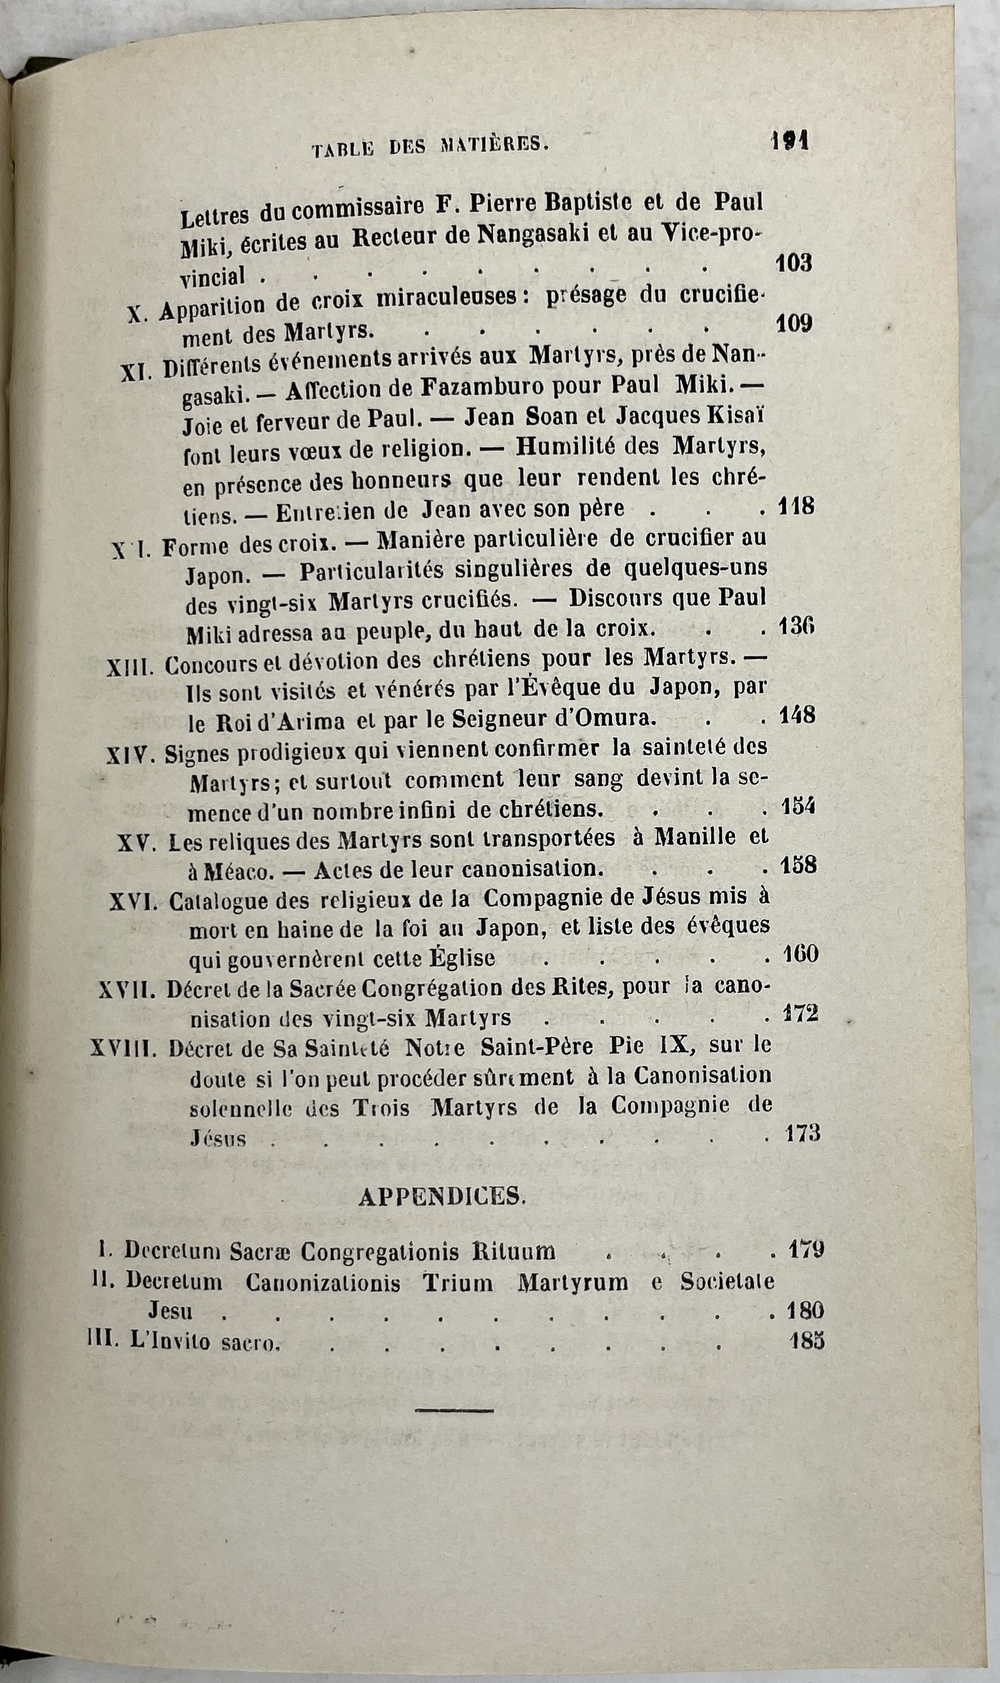 TABLE DES MATIÈRES. 191
Lettres du commissaire F. Pierre Baptiste et de Paul
Miki, écrites au Recteur de Nangasaki et au Vice-pro-
vincial . . . . . . . . . 103
X. Apparition de croix miraculeuses : présage du crucifie-
ment des Martyrs. . . . . . . 109
XI. Différents événements arrivés aux Martyrs, près de Nan-
gasaki. — Affection de Fazamburo pour Paul Miki. —
Joie et ferveur de Paul. — Jean Soan et Jacques Kisaï
font leurs vœux de religion. — Humilité des Martyrs,
en présence des honneurs que leur rendent les chré-
tiens. — Entretien de Jean avec son père . . . 118
X I. Forme des croix. — Manière particulière de crucifier au
Japon. — Particularités singulières de quelques-uns
des vingt-six Martyrs crucifiés. — Discours que Paul
Miki adressa au peuple, du haut de la croix. . . 136
XIII. Concours et dévotion des chrétiens pour les Martyrs. —
Ils sont visités et vénérés par l'Évêque du Japon, par
le Roi d'Arima et par le Seigneur d'Omura. . . 148
XIV. Signes prodigieux qui viennent confirmer la sainteté des
Martyrs; et surtout comment leur sang devint la se-
mence d'un nombre infini de chrétiens. . . . 154
XV. Les reliques des Martyrs sont transportées à Manille et
à Méaco. — Actes de leur canonisation. . . . 158
XVI. Catalogue des religieux de la Compagnie de Jésus mis à
mort en haine de la foi au Japon, et liste des évêques
qui gouvernèrent cette Église . . . . . 160
XVII. Décret de la Sacrée Congrégation des Rites, pour la cano-
nisation des vingt-six Martyrs . . . . . 172
XVIII. Décret de Sa Sainteté Notre Saint-Père Pie IX, sur le
doute si l'on peut procéder sûrement à la Canonisation
solennelle des Trois Martyrs de la Compagnie de
Jésus . . . . . . . . . . 173
APPENDICES.
I. Decretum Sacræ Congregationis Rituum . . . . 179
II. Decretum Canonizationis Trium Martyrum e Societate
Jesu . . . . . . . . . . . 180
III. L'Invito sacro. . . . . . . . . 185